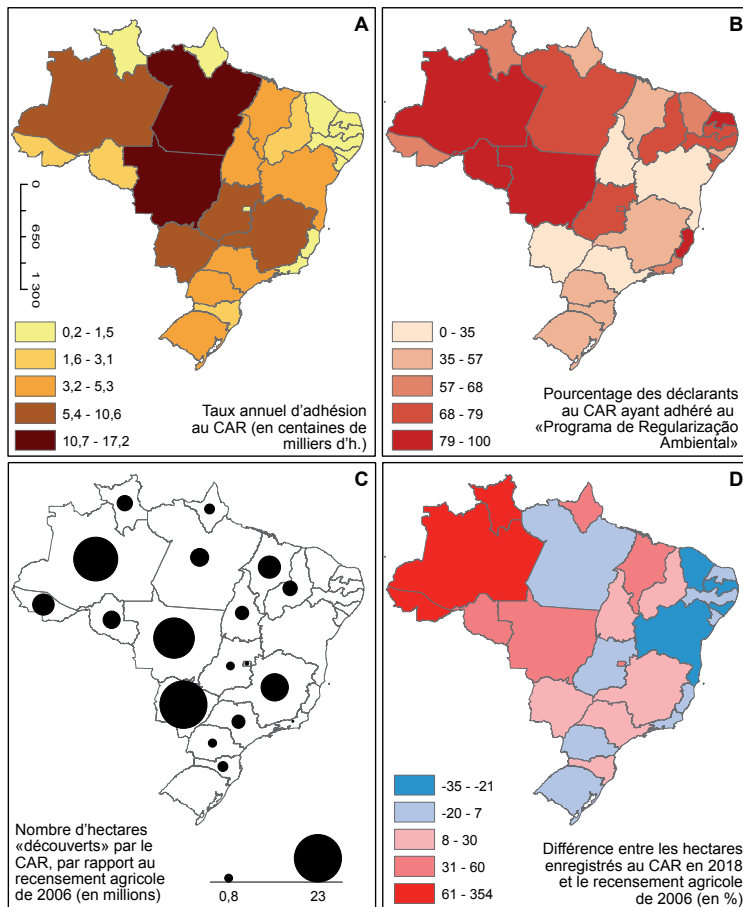 A
0
650
1 300
0,2 - 1,5
1,6 - 3,1
3,2 - 5,3
5,4 - 10,6
10,7 - 17,2
Taux annuel d'adhésion
au CAR (en centaines de
milliers d'h.)
B
0 - 35
35 - 57
57 - 68
68 - 79
79 - 100
Pourcentage des déclarants
au CAR ayant adhéré au
«Programa de Regularização
Ambiental»
C
Nombre d'hectares
«découverts» par le
CAR, par rapport au
recensement agricole
de 2006 (en millions)
0,8
23
D
-35 - -21
-20 - 7
8 - 30
31 - 60
61 - 354
Différence entre les hectares
enregistrés au CAR en 2018
et le recensement agricole
de 2006 (en %)